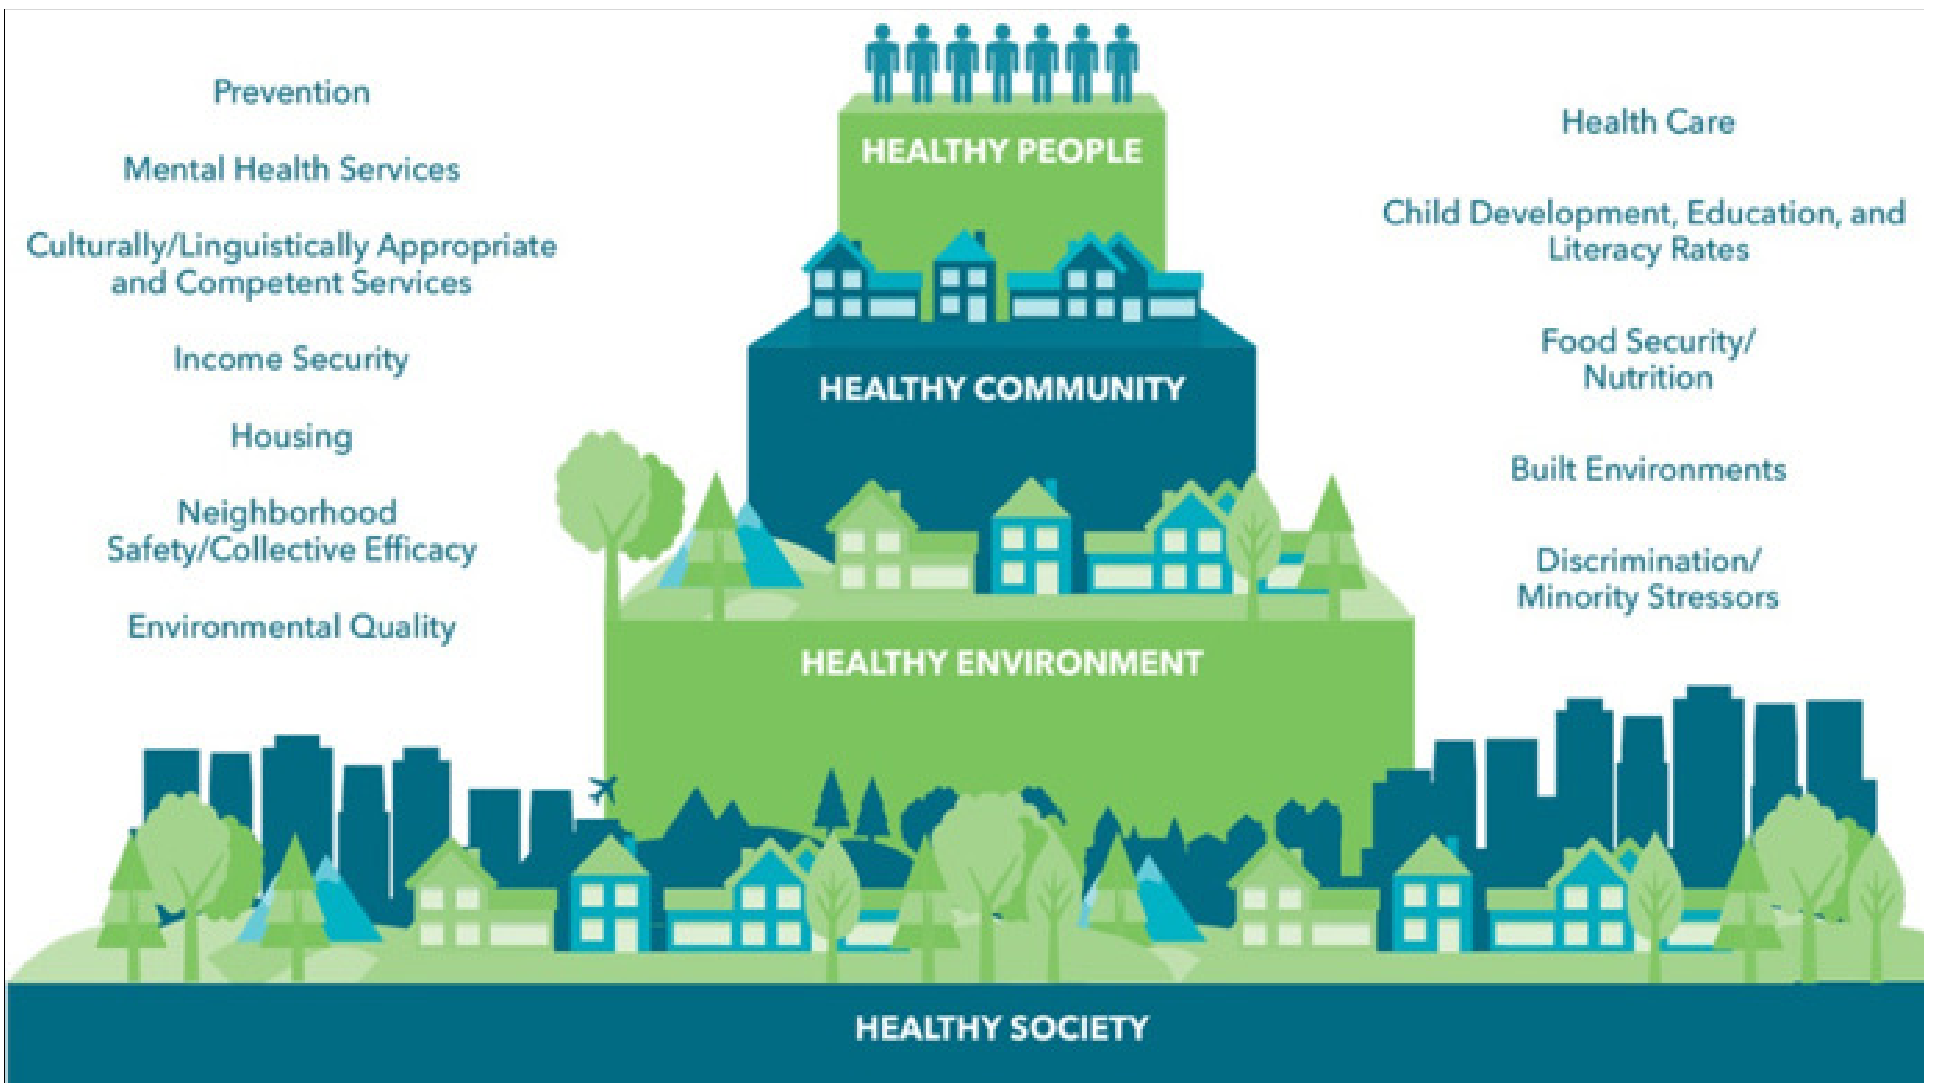 Prevention
Mental Health Services
Culturally/Linguistically Appropriate
and Competent Services
Income Security
Housing
Neighborhood
Safety/Collective Efficacy
Environmental Quality
HEALTHY PEOPLE
HEALTHY COMMUNITY
HEALTHY ENVIRONMENT
HEALTHY SOCIETY
Health Care
Child Development, Education, and
Literacy Rates
Food Security/
Nutrition
Built Environments
Discrimination/
Minority Stressors